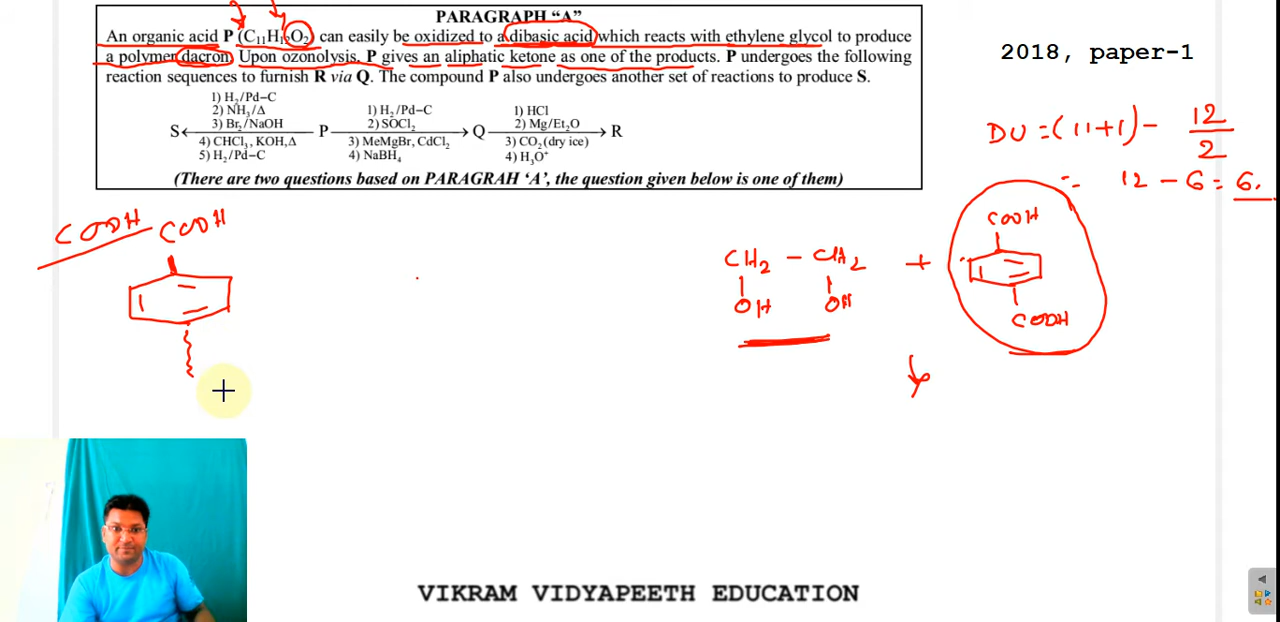 PARAGRAPH “A”
An organic acid P (C₁₁H₁₂O₂) can easily be oxidized to a dibasic acid which reacts with ethylene glycol to produce
a polymer dacron. Upon ozonolysis, P gives an aliphatic ketone as one of the products. P undergoes the following
reaction sequences to furnish R via Q. The compound P also undergoes another set of reactions to produce S.
1) H₂/Pd–C
2) NH₃/Δ
3) Br₂/NaOH
S ← P
4) CHCl₃, KOH, Δ
5) H₂/Pd–C
1) H₂/Pd–C
2) SOCl₂
→ Q
3) MeMgBr, CdCl₂
4) NaBH₄
1) HCl
2) Mg/Et₂O
→ R
3) CO₂ (dry ice)
4) H₃O⁺
(There are two questions based on PARAGRAH ‘A’, the question given below is one of them)
2018, paper-1
DU = (11+1) – 12/2
= 12 – 6 = 6.
COOH COOH
CH₂ – CH₂ +
OH OH
COOH
COOH
VIKRAM VIDYAPEETH EDUCATION